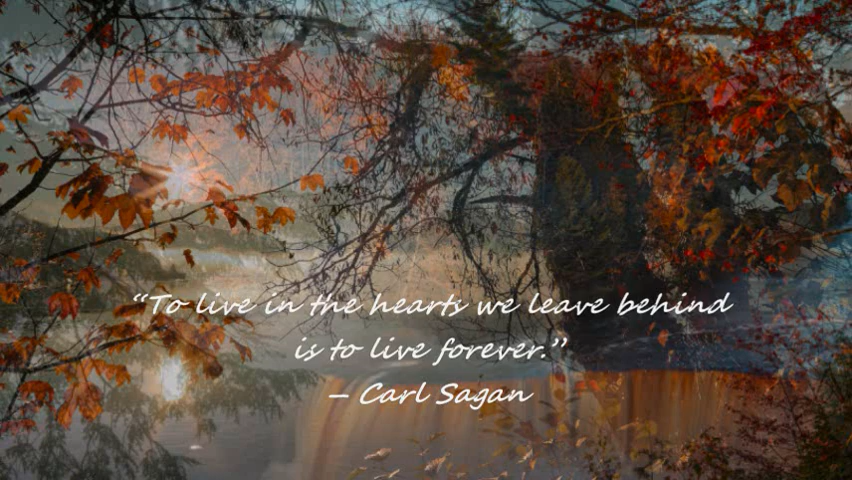 “To live in the hearts we leave behind
is to live forever.”
– Carl Sagan